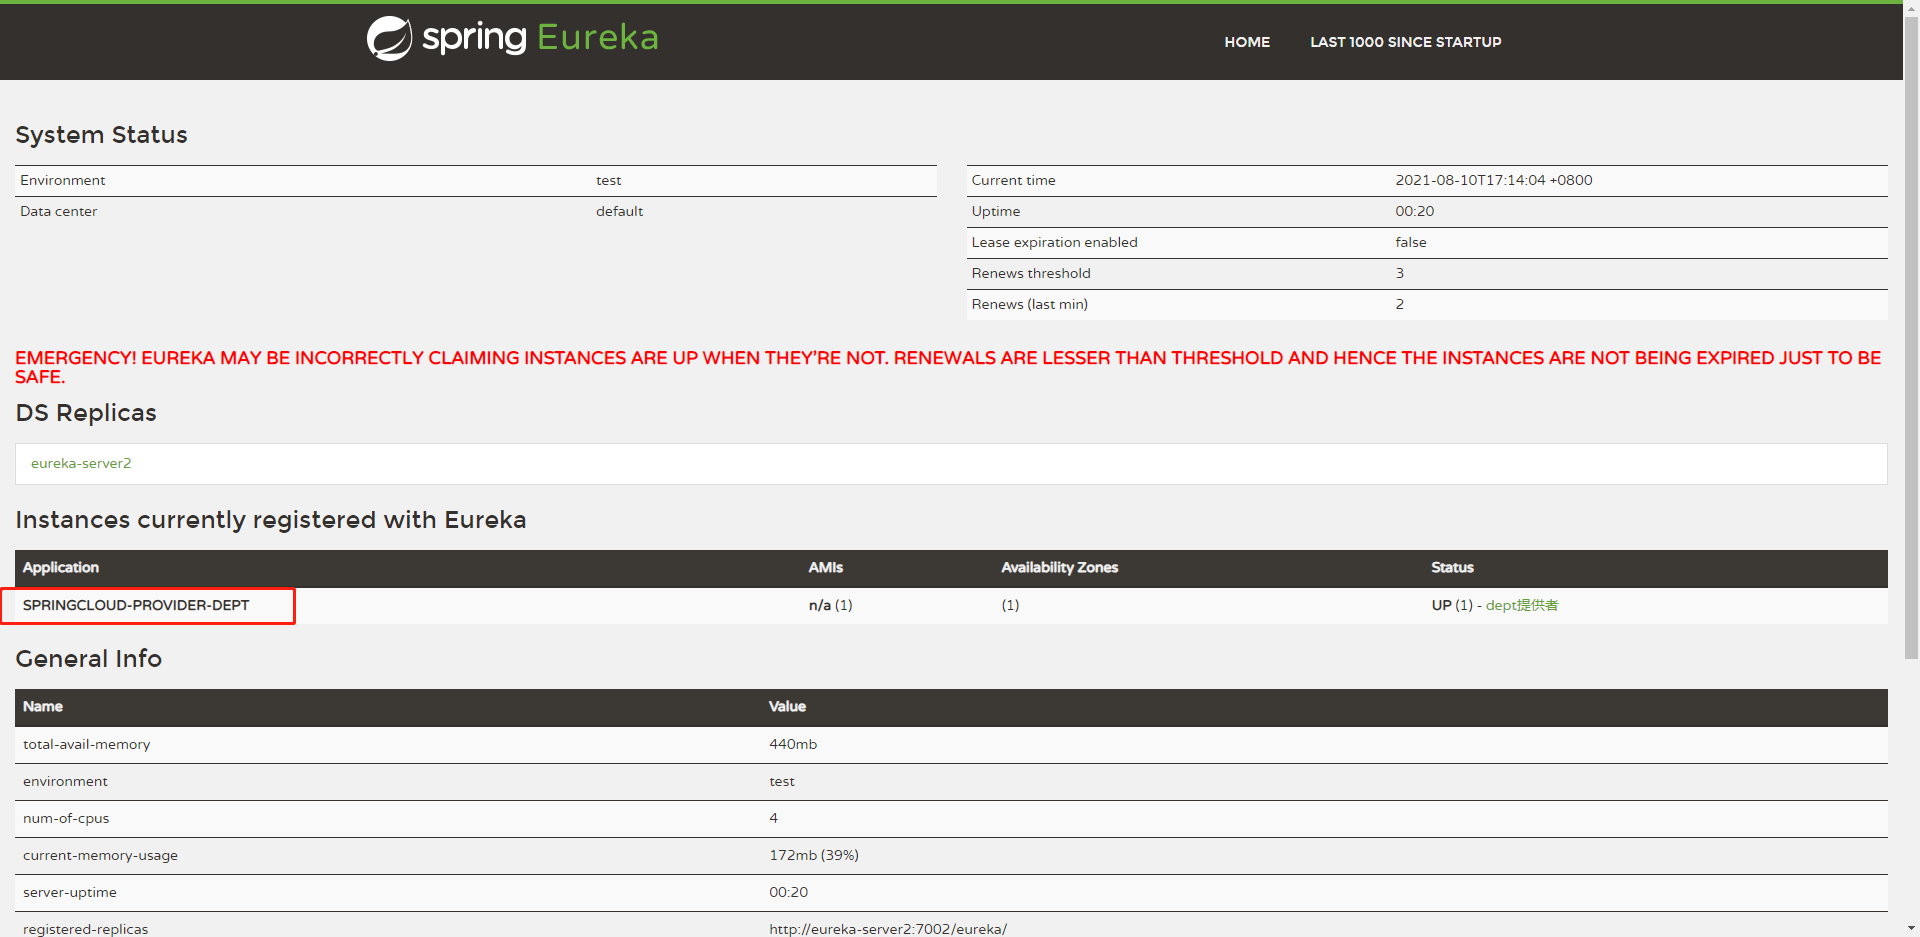 spring Eureka
HOME LAST 1000 SINCE STARTUP
System Status
Environment test
Data center default
Current time 2021-08-10T17:14:04 +0800
Uptime 00:20
Lease expiration enabled false
Renews threshold 3
Renews (last min) 2
EMERGENCY! EUREKA MAY BE INCORRECTLY CLAIMING INSTANCES ARE UP WHEN THEY'RE NOT. RENEWALS ARE LESSER THAN THRESHOLD AND HENCE THE INSTANCES ARE NOT BEING EXPIRED JUST TO BE
SAFE.
DS Replicas
eureka-server2
Instances currently registered with Eureka
Application AMIs Availability Zones Status
SPRINGCLOUD-PROVIDER-DEPT n/a (1) (1) UP (1) - dept提供者
General Info
Name Value
total-avail-memory 440mb
environment test
num-of-cpus 4
current-memory-usage 172mb (39%)
server-uptime 00:20
registered-replicas http://eureka-server2:7002/eureka/